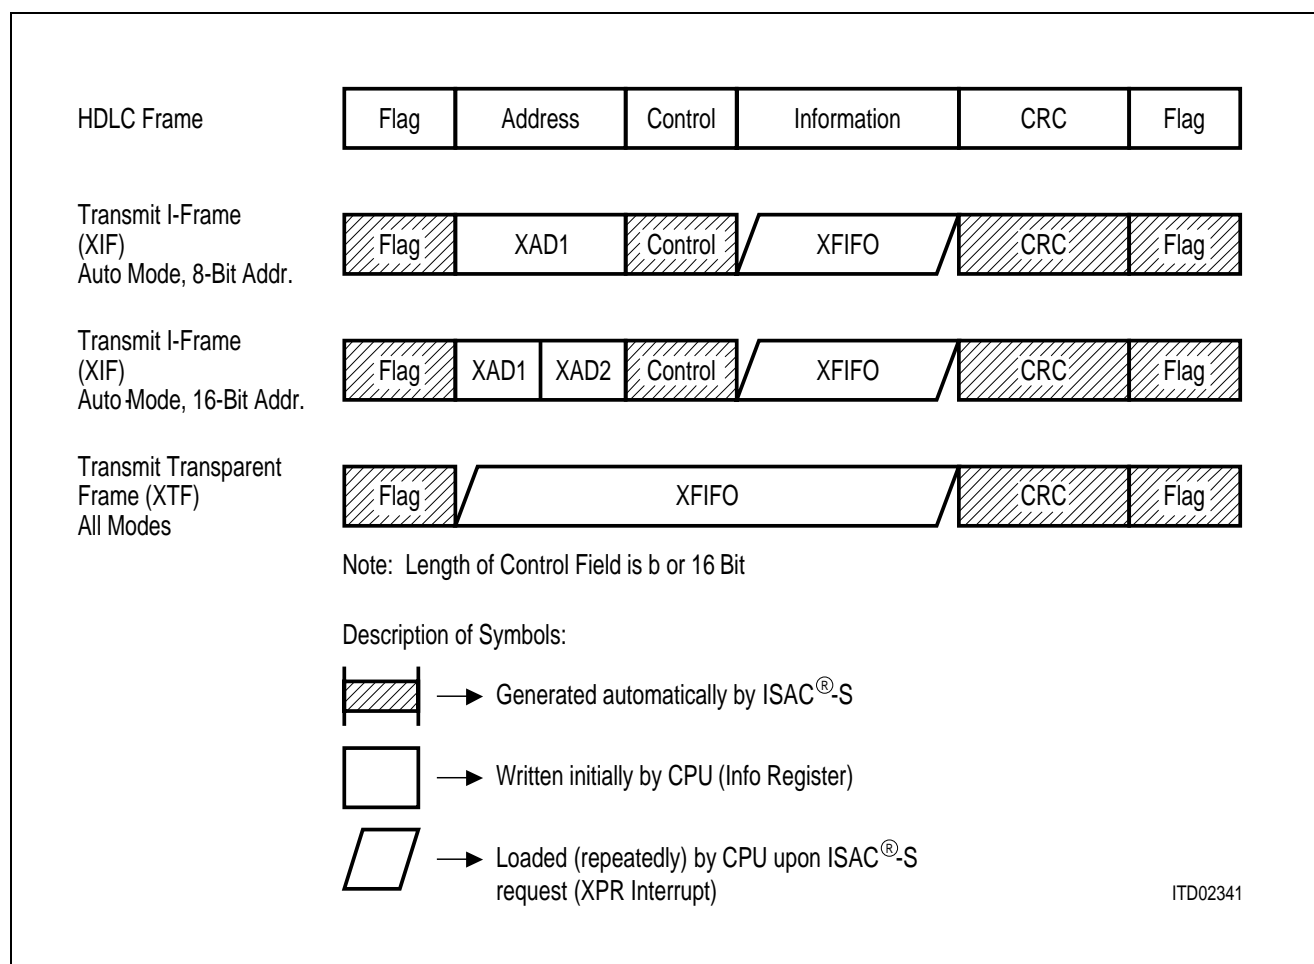 HDLC Frame
Flag Address Control Information CRC Flag
Transmit I-Frame
(XIF)
Auto Mode, 8-Bit Addr.
Flag XAD1 Control XFIFO CRC Flag
Transmit I-Frame
(XIF)
Auto-Mode, 16-Bit Addr.
Flag XAD1 XAD2 Control XFIFO CRC Flag
Transmit Transparent
Frame (XTF)
All Modes
Flag XFIFO CRC Flag
Note: Length of Control Field is b or 16 Bit
Description of Symbols:
Generated automatically by ISAC®-S
Written initially by CPU (Info Register)
Loaded (repeatedly) by CPU upon ISAC®-S
request (XPR Interrupt)
ITD02341